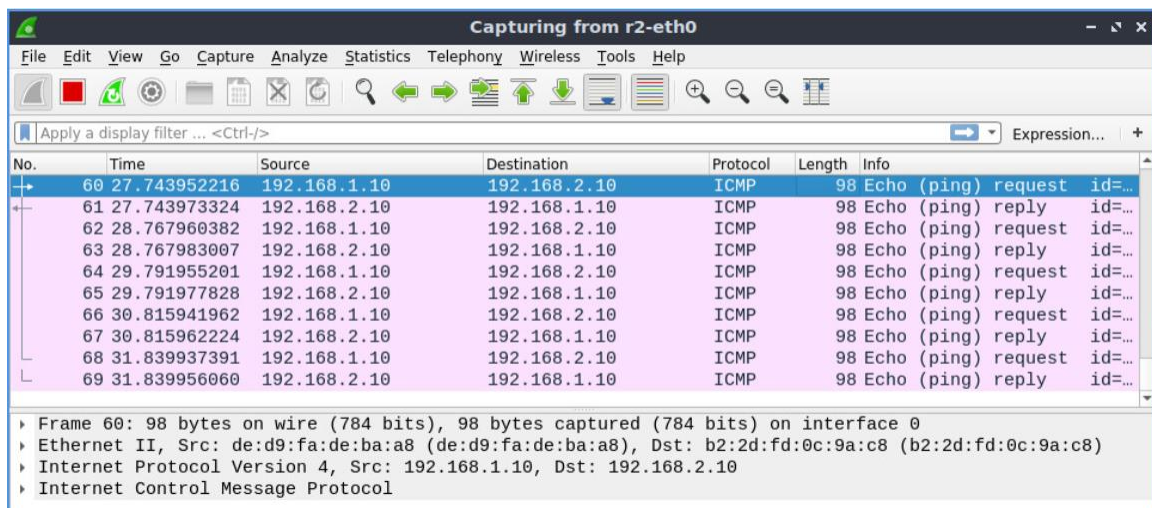 Capturing from r2-eth0
File Edit View Go Capture Analyze Statistics Telephony Wireless Tools Help
Apply a display filter ... <Ctrl-/> Expression... +
No. Time Source Destination Protocol Length Info
60 27.743952216 192.168.1.10 192.168.2.10 ICMP 98 Echo (ping) request id=...
61 27.743973324 192.168.2.10 192.168.1.10 ICMP 98 Echo (ping) reply id=...
62 28.767960382 192.168.1.10 192.168.2.10 ICMP 98 Echo (ping) request id=...
63 28.767983007 192.168.2.10 192.168.1.10 ICMP 98 Echo (ping) reply id=...
64 29.791955201 192.168.1.10 192.168.2.10 ICMP 98 Echo (ping) request id=...
65 29.791977828 192.168.2.10 192.168.1.10 ICMP 98 Echo (ping) reply id=...
66 30.815941962 192.168.1.10 192.168.2.10 ICMP 98 Echo (ping) request id=...
67 30.815962224 192.168.2.10 192.168.1.10 ICMP 98 Echo (ping) reply id=...
68 31.839937391 192.168.1.10 192.168.2.10 ICMP 98 Echo (ping) request id=...
69 31.839956060 192.168.2.10 192.168.1.10 ICMP 98 Echo (ping) reply id=...
Frame 60: 98 bytes on wire (784 bits), 98 bytes captured (784 bits) on interface 0
Ethernet II, Src: de:d9:fa:de:ba:a8 (de:d9:fa:de:ba:a8), Dst: b2:2d:fd:0c:9a:c8 (b2:2d:fd:0c:9a:c8)
Internet Protocol Version 4, Src: 192.168.1.10, Dst: 192.168.2.10
Internet Control Message Protocol